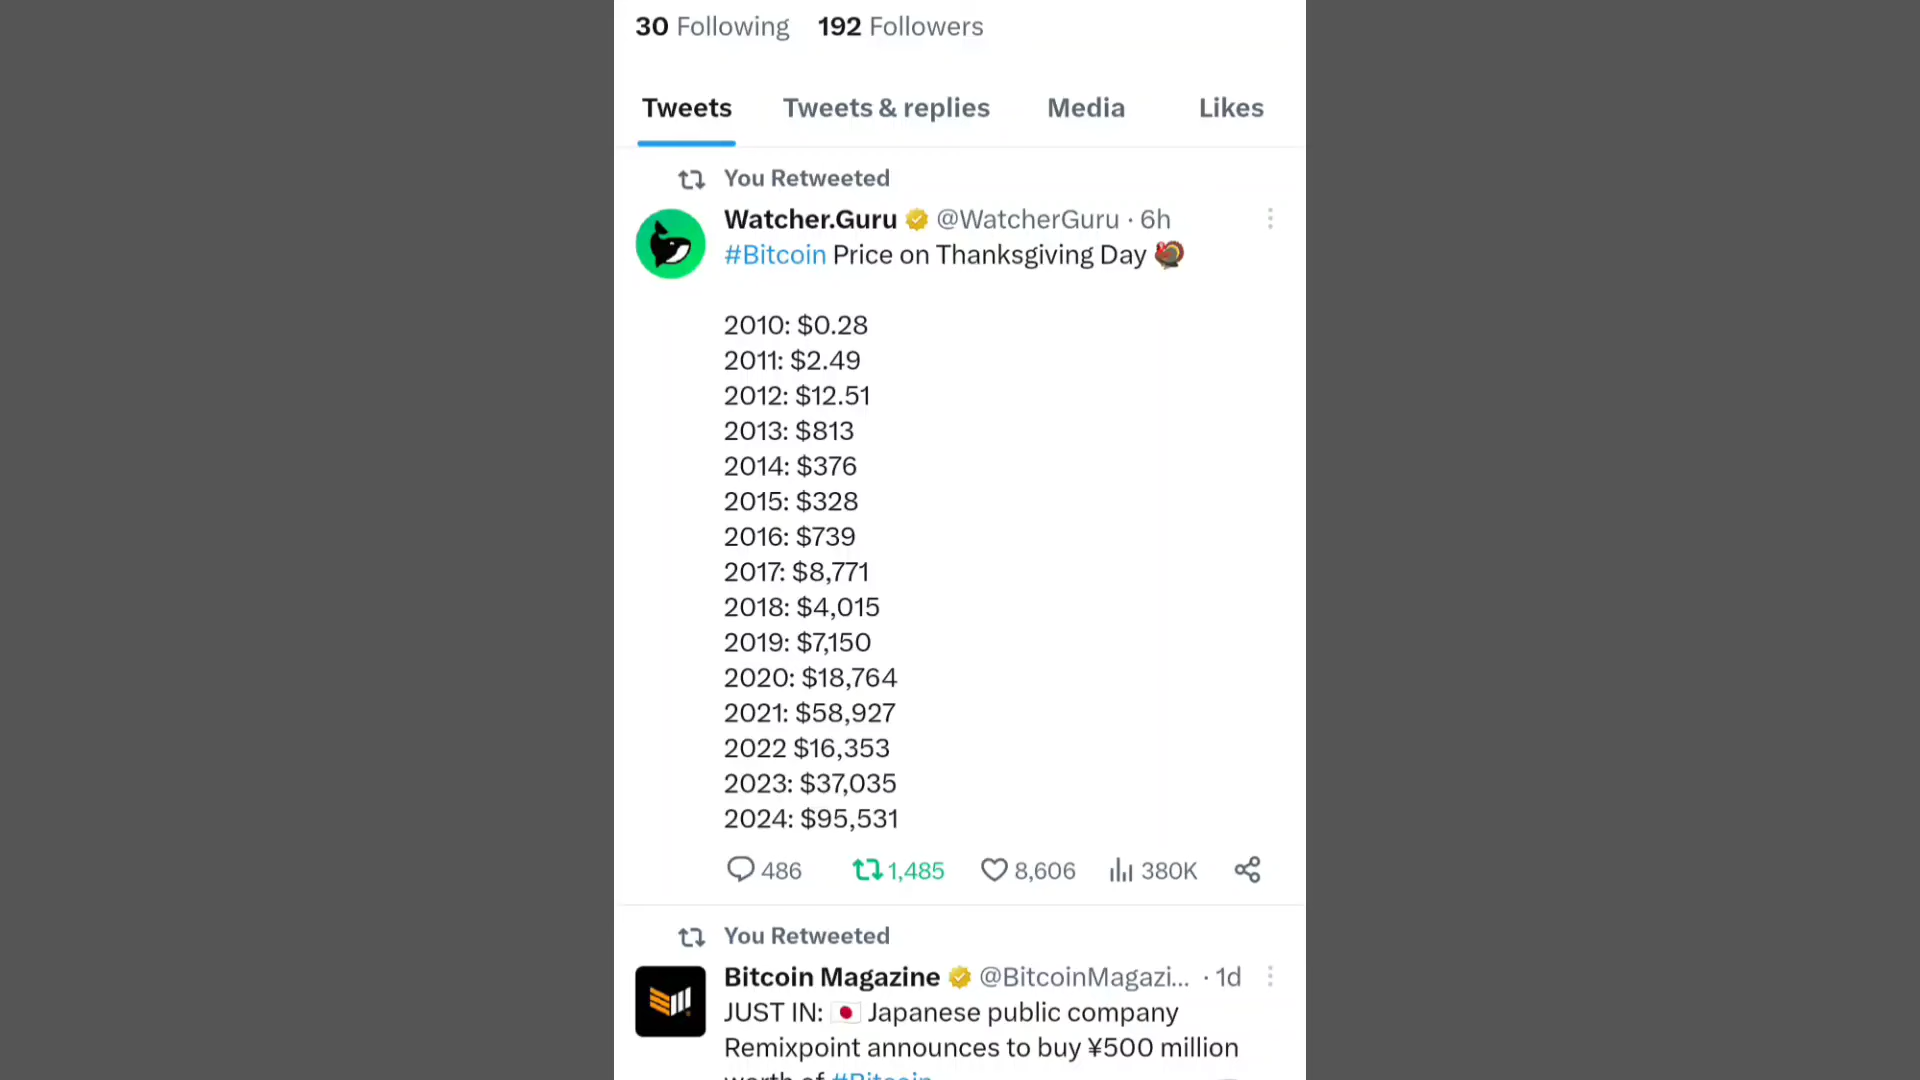 30 Following 192 Followers
Tweets Tweets & replies Media Likes
You Retweeted
Watcher.Guru @WatcherGuru · 6h
#Bitcoin Price on Thanksgiving Day 🦃
2010: $0.28
2011: $2.49
2012: $12.51
2013: $813
2014: $376
2015: $328
2016: $739
2017: $8,771
2018: $4,015
2019: $7,150
2020: $18,764
2021: $58,927
2022 $16,353
2023: $37,035
2024: $95,531
486 1,485 8,606 380K
You Retweeted
Bitcoin Magazine @BitcoinMagazi... · 1d
JUST IN: 🇯🇵 Japanese public company
Remixpoint announces to buy ¥500 million
worth of #Bitcoin